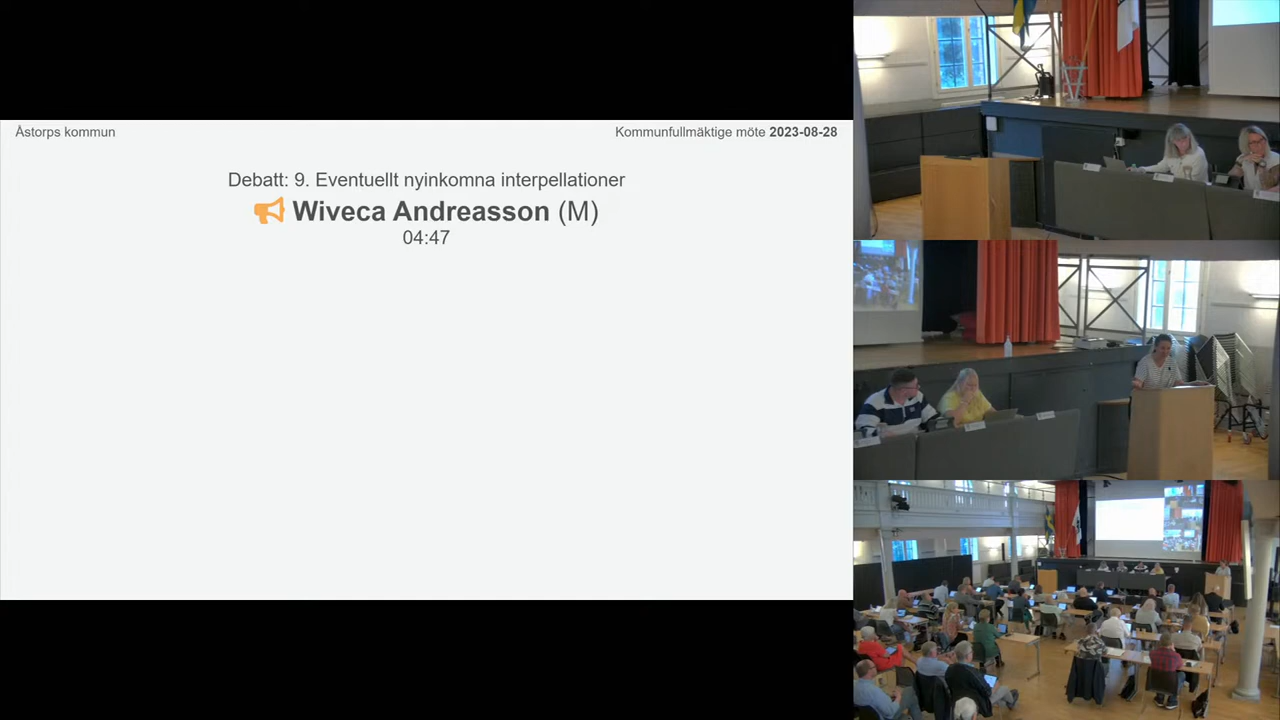 Åstorps kommun
Kommunfullmäktige möte 2023-08-28
Debatt: 9. Eventuellt nyinkomna interpellationer
Wiveca Andreasson (M)
04:47